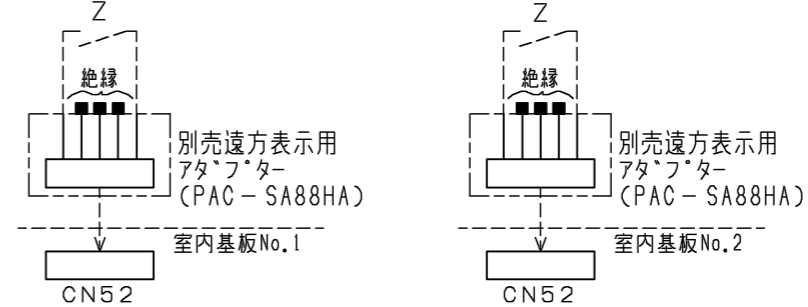 Z
絶縁
別売遠方表示用
アダプター
(PAC-SA88HA)
室内基板No.1
CN52
Z
絶縁
別売遠方表示用
アダプター
(PAC-SA88HA)
室内基板No.2
CN52